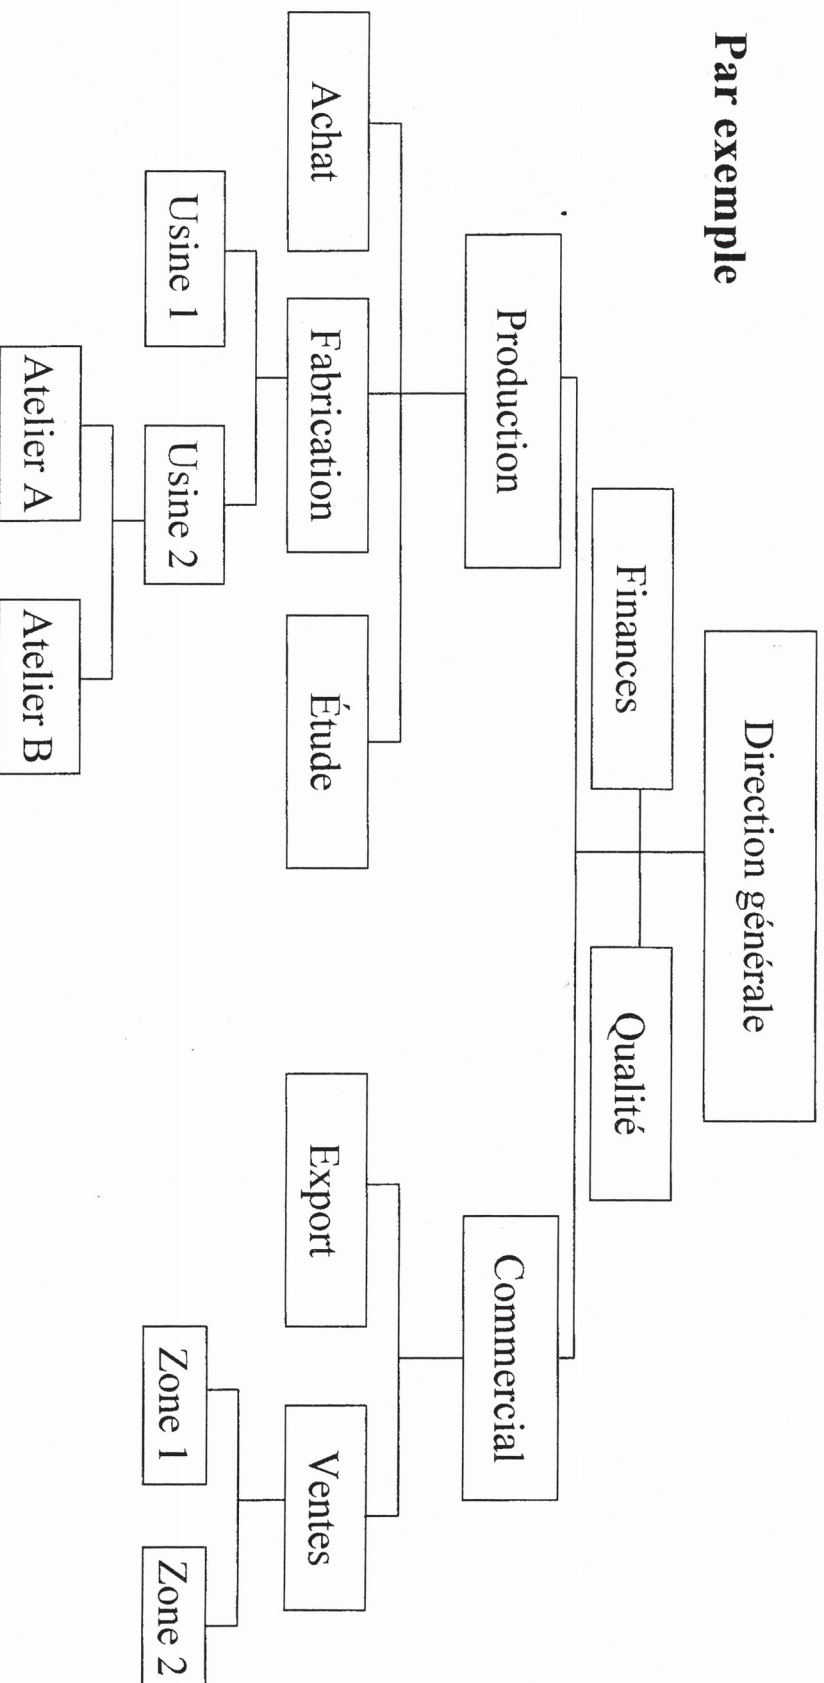 Par exemple
Direction générale
Finances
Qualité
Production
Commercial
Achat
Fabrication
Étude
Export
Ventes
Usine 1
Usine 2
Zone 1
Zone 2
Atelier A
Atelier B